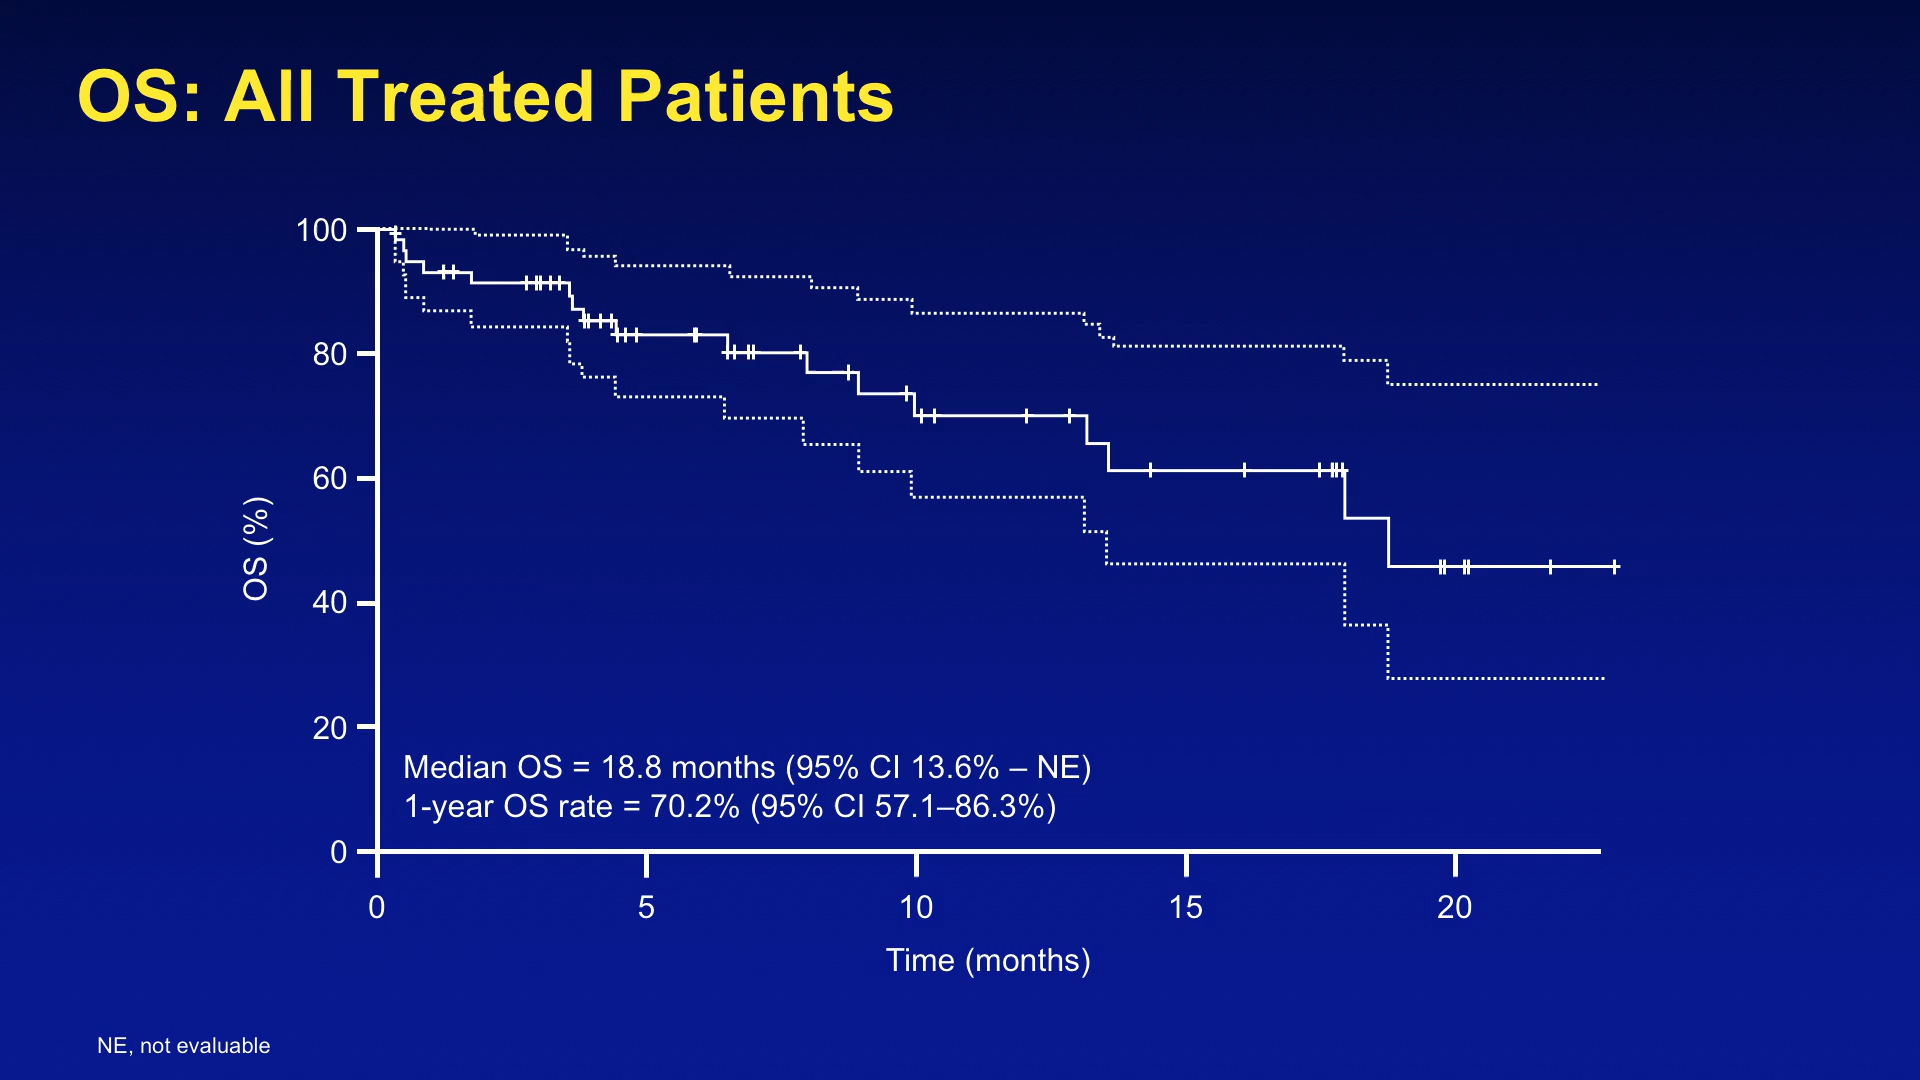 OS: All Treated Patients
100
80
60
40
20
0
OS (%)
Median OS = 18.8 months (95% CI 13.6% – NE)
1-year OS rate = 70.2% (95% CI 57.1–86.3%)
0 5 10 15 20
Time (months)
NE, not evaluable